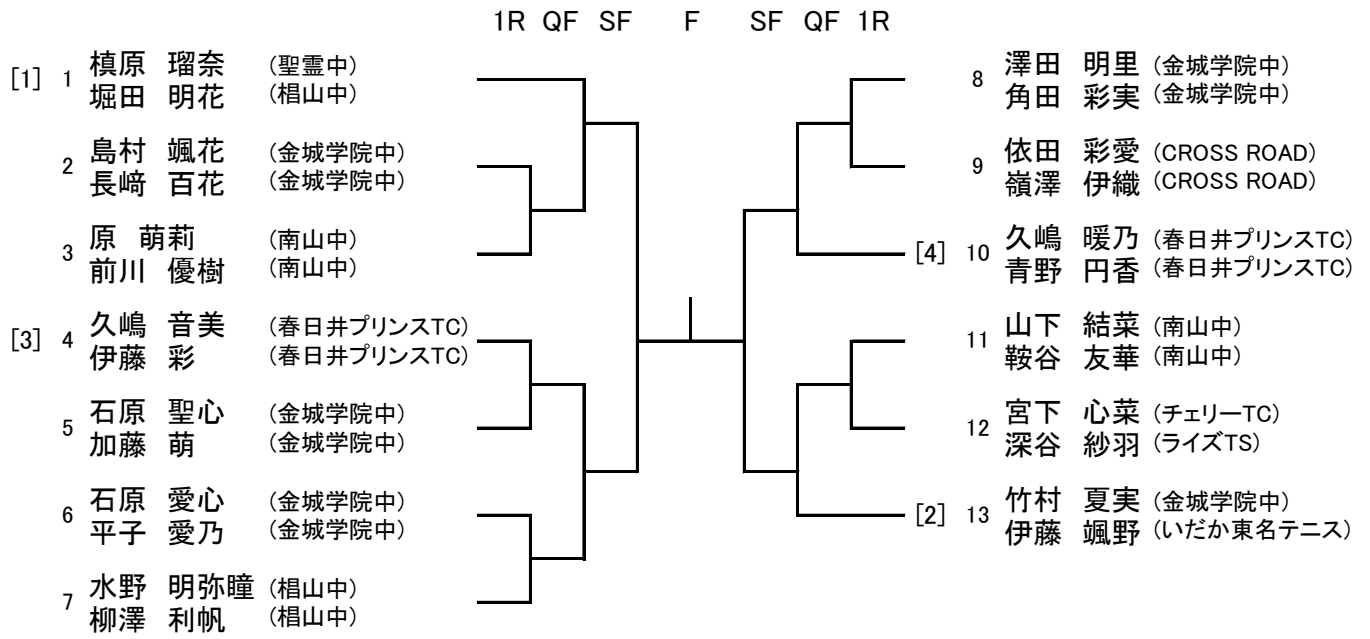 1R QF SF F SF QF 1R
[1] 1 槙原 瑠奈 (聖霊中)
堀田 明花 (椙山中)
2 島村 颯花 (金城学院中)
長﨑 百花 (金城学院中)
3 原 萌莉 (南山中)
前川 優樹 (南山中)
[3] 4 久嶋 音美 (春日井プリンスTC)
伊藤 彩 (春日井プリンスTC)
5 石原 聖心 (金城学院中)
加藤 萌 (金城学院中)
6 石原 愛心 (金城学院中)
平子 愛乃 (金城学院中)
7 水野 明弥瞳 (椙山中)
柳澤 利帆 (椙山中)
8 澤田 明里 (金城学院中)
角田 彩実 (金城学院中)
9 依田 彩愛 (CROSS ROAD)
嶺澤 伊織 (CROSS ROAD)
[4] 10 久嶋 暖乃 (春日井プリンスTC)
青野 円香 (春日井プリンスTC)
11 山下 結菜 (南山中)
鞍谷 友華 (南山中)
12 宮下 心菜 (チェリーTC)
深谷 紗羽 (ライズTS)
[2] 13 竹村 夏実 (金城学院中)
伊藤 颯野 (いだか東名テニス)